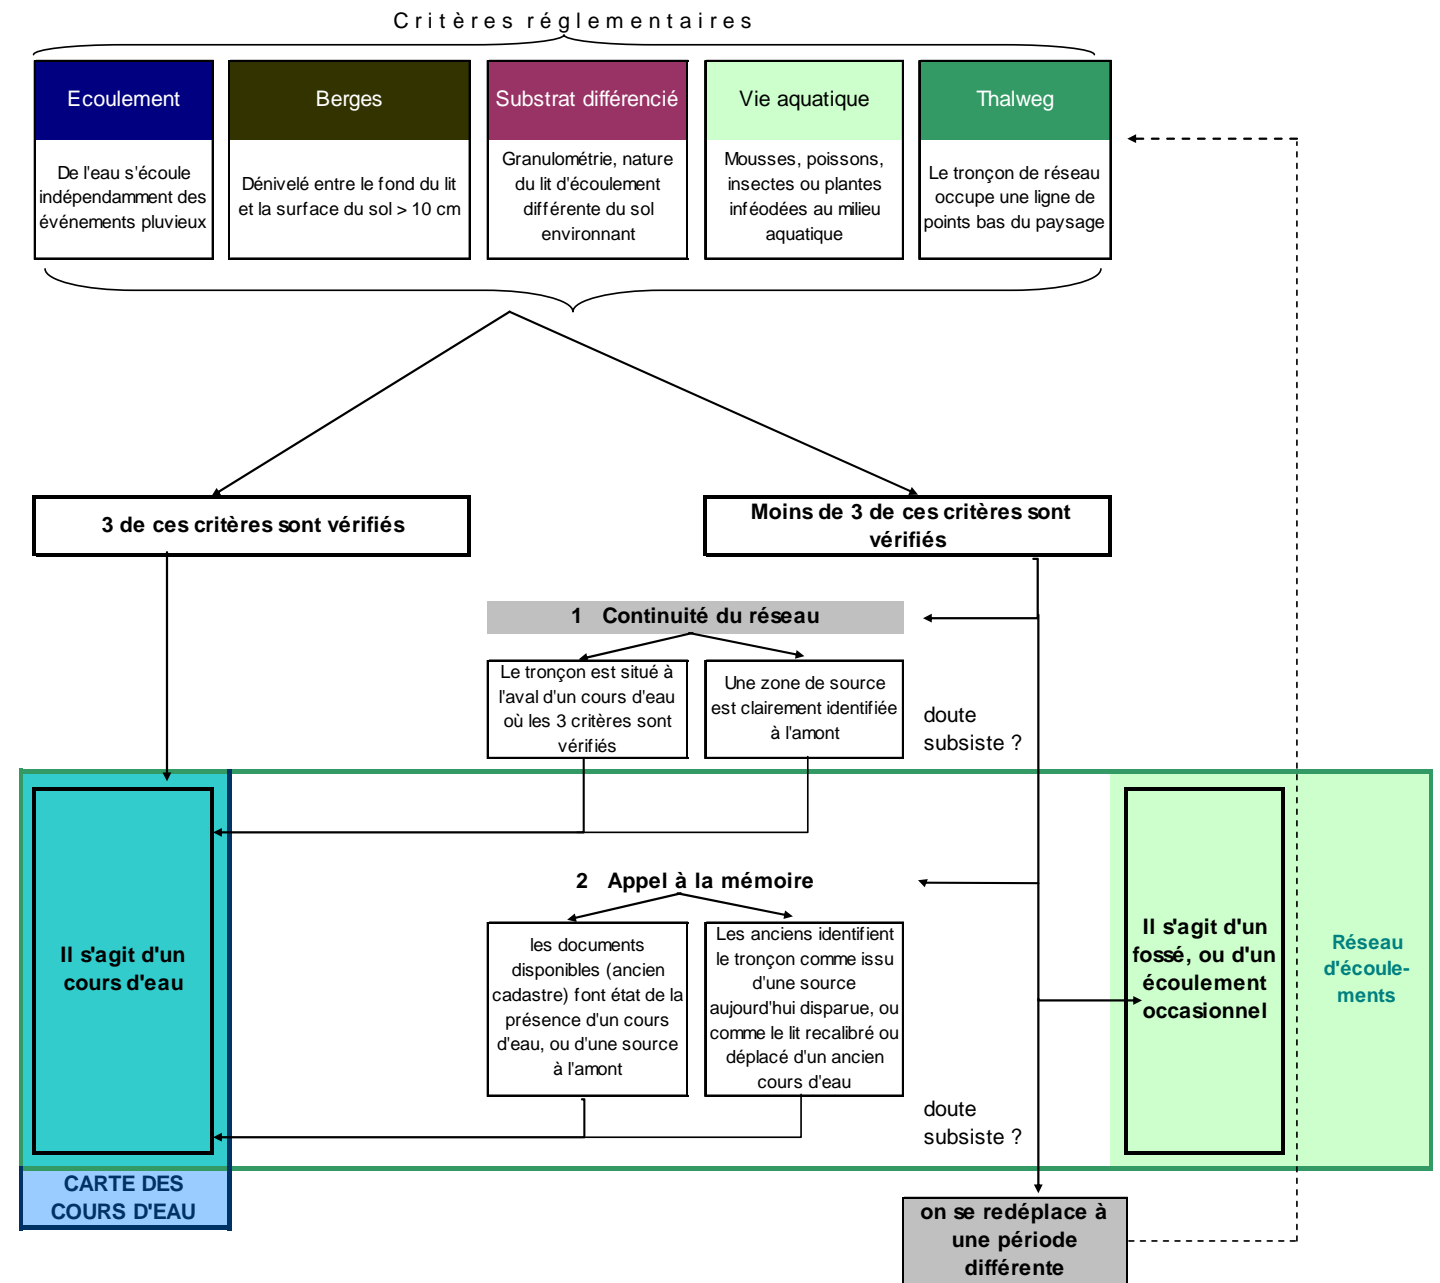 Critères réglementaires
Ecoulement
De l'eau s'écoule
indépendamment des
événements pluvieux
Berges
Dénivelé entre le fond du lit
et la surface du sol > 10 cm
Substrat différencié
Granulométrie, nature
du lit d'écoulement
différente du sol
environnant
Vie aquatique
Mousses, poissons,
insectes ou plantes
inféodées au milieu
aquatique
Thalweg
Le tronçon de réseau
occupe une ligne de
points bas du paysage
3 de ces critères sont vérifiés
Moins de 3 de ces critères sont
vérifiés
1 Continuité du réseau
Le tronçon est situé à
l'aval d'un cours d'eau
où les 3 critères sont
vérifiés
Une zone de source
est clairement identifiée
à l'amont
doute
subsiste ?
2 Appel à la mémoire
les documents
disponibles (ancien
cadastre) font état de la
présence d'un cours
d'eau, ou d'une source
à l'amont
Les anciens identifient
le tronçon comme issu
d'une source
aujourd'hui disparue, ou
comme le lit recalibré ou
déplacé d'un ancien
cours d'eau
doute
subsiste ?
Il s'agit d'un
cours d'eau
Il s'agit d'un
fossé, ou d'un
écoulement
occasionnel
Réseau
d'écoule-
ments
CARTE DES
COURS D'EAU
on se redéplace à
une période
différente